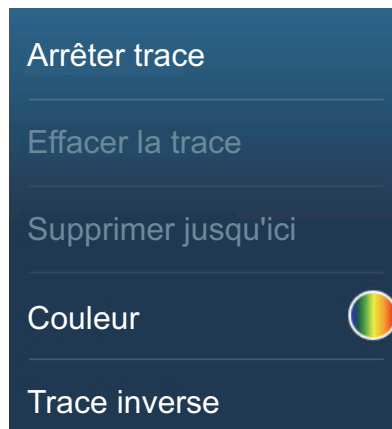 Arrêter trace
Effacer la trace
Supprimer jusqu'ici
Couleur
Trace inverse